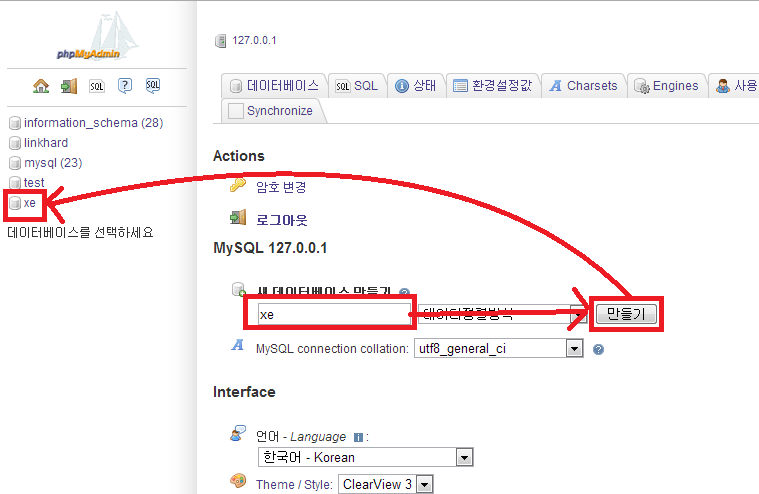 phpMyAdmin
SQL
SQL
information_schema (28)
linkhard
mysql (23)
test
xe
데이터베이스를 선택하세요
127.0.0.1
데이터베이스
SQL SQL
상태
환경설정값
Charsets
Engines
사용
Synchronize
Actions
암호 변경
로그아웃
MySQL 127.0.0.1
새 데이터베이스 만들기
xe
데이터정렬방식
만들기
MySQL connection collation:
utf8_general_ci
Interface
언어 - Language :
한국어 - Korean
Theme / Style:
ClearView 3